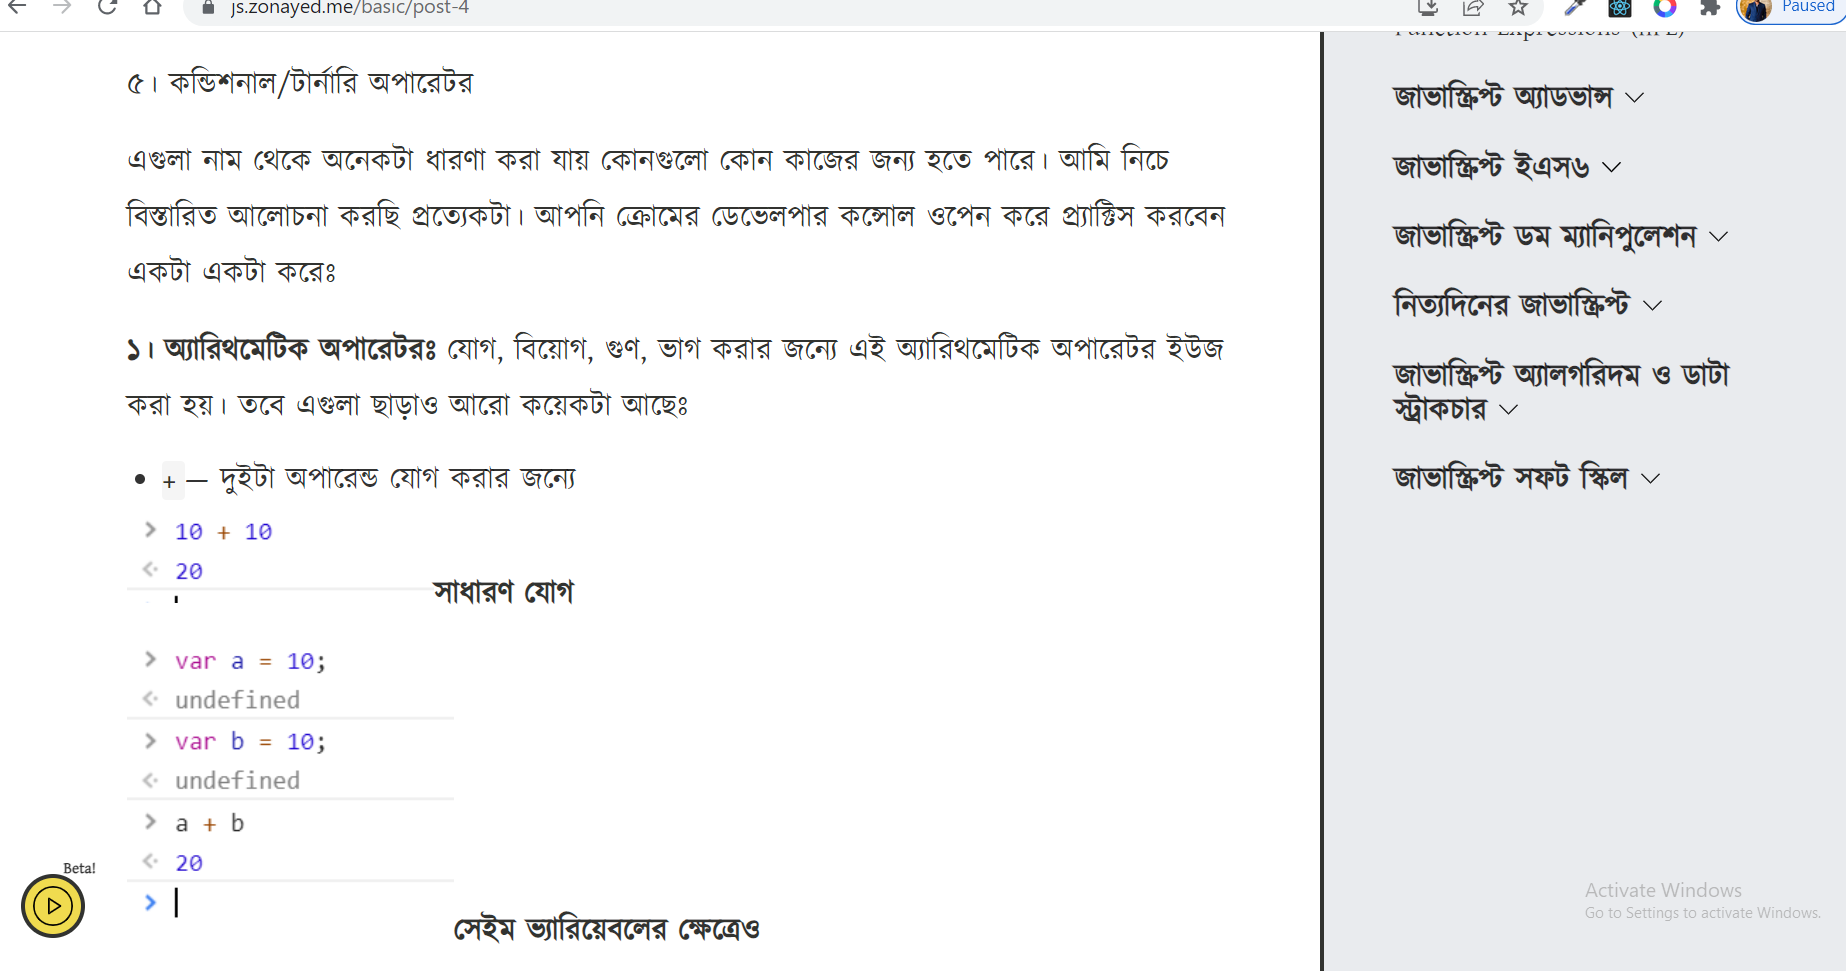 js.zonayed.me/basic/post-4
Paused
৫। কন্ডিশনাল/টার্নারি অপারেটর
এগুলা নাম থেকে অনেকটা ধারণা করা যায় কোনগুলো কোন কাজের জন্য হতে পারে। আমি নিচে
বিস্তারিত আলোচনা করছি প্রত্যেকটা। আপনি ক্রোমের ডেভেলপার কন্সোল ওপেন করে প্র্যাক্টিস করবেন
একটা একটা করেঃ
১। অ্যারিথমেটিক অপারেটরঃ যোগ, বিয়োগ, গুণ, ভাগ করার জন্যে এই অ্যারিথমেটিক অপারেটর ইউজ
করা হয়। তবে এগুলা ছাড়াও আরো কয়েকটা আছেঃ
• + — দুইটা অপারেন্ড যোগ করার জন্যে
> 10 + 10
<· 20
সাধারণ যোগ
> var a = 10;
<· undefined
> var b = 10;
<· undefined
> a + b
<· 20
>
সেইম ভ্যারিয়েবলের ক্ষেত্রেও
Beta!
Function Expressions
জাভাস্ক্রিপ্ট অ্যাডভান্স
জাভাস্ক্রিপ্ট ইএস৬
জাভাস্ক্রিপ্ট ডম ম্যানিপুলেশন
নিত্যদিনের জাভাস্ক্রিপ্ট
জাভাস্ক্রিপ্ট অ্যালগরিদম ও ডাটা
স্ট্রাকচার
জাভাস্ক্রিপ্ট সফট স্কিল
Activate Windows
Go to Settings to activate Windows.